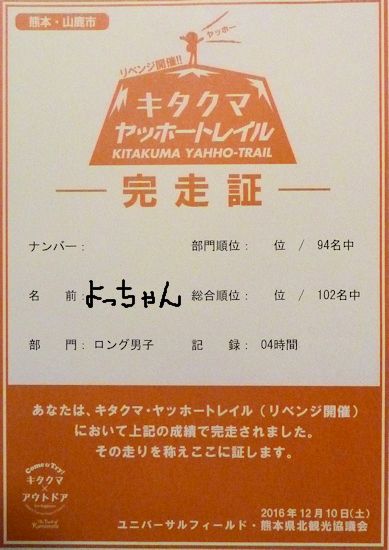 熊本・山鹿市
ヤッホー
リベンジ開催!!
キタクマ
ヤッホートレイル
KITAKUMA YAHHO-TRAIL
完走証
ナンバー： 部門順位： 位 / 94名中
名 前：よっちゃん 総合順位： 位 / 102名中
部 門：ロング男子 記 録：04時間
あなたは、キタクマ・ヤッホートレイル（リベンジ開催）
において上記の成績で完走されました。
その走りを称えここに証します。
Come & Try!
キタクマ
×
アウトドア
2016年12月10日(土)
ユニバーサルフィールド・熊本県北観光協議会